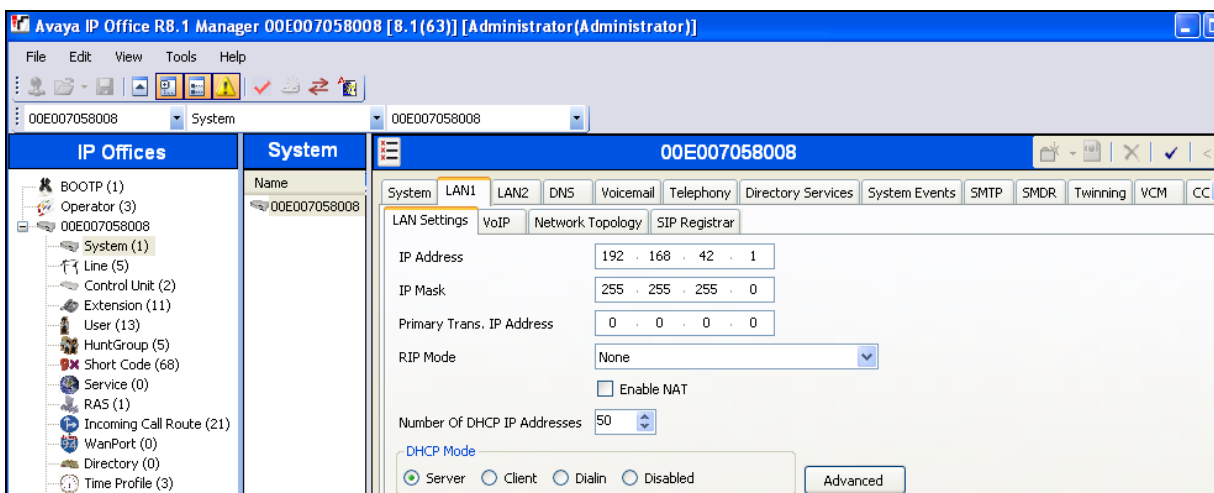 Avaya IP Office R8.1 Manager 00E007058008 [8.1(63)] [Administrator(Administrator)]
File Edit View Tools Help
00E007058008 System 00E007058008
IP Offices
BOOTP (1)
Operator (3)
00E007058008
System (1)
Line (5)
Control Unit (2)
Extension (11)
User (13)
HuntGroup (5)
Short Code (68)
Service (0)
RAS (1)
Incoming Call Route (21)
WanPort (0)
Directory (0)
Time Profile (3)
System
Name
00E007058008
00E007058008
System LAN1 LAN2 DNS Voicemail Telephony Directory Services System Events SMTP SMDR Twinning VCM CC
LAN Settings VoIP Network Topology SIP Registrar
IP Address 192 . 168 . 42 . 1
IP Mask 255 . 255 . 255 . 0
Primary Trans. IP Address 0 . 0 . 0 . 0
RIP Mode None
Enable NAT
Number Of DHCP IP Addresses 50
DHCP Mode
Server Client Dialin Disabled Advanced